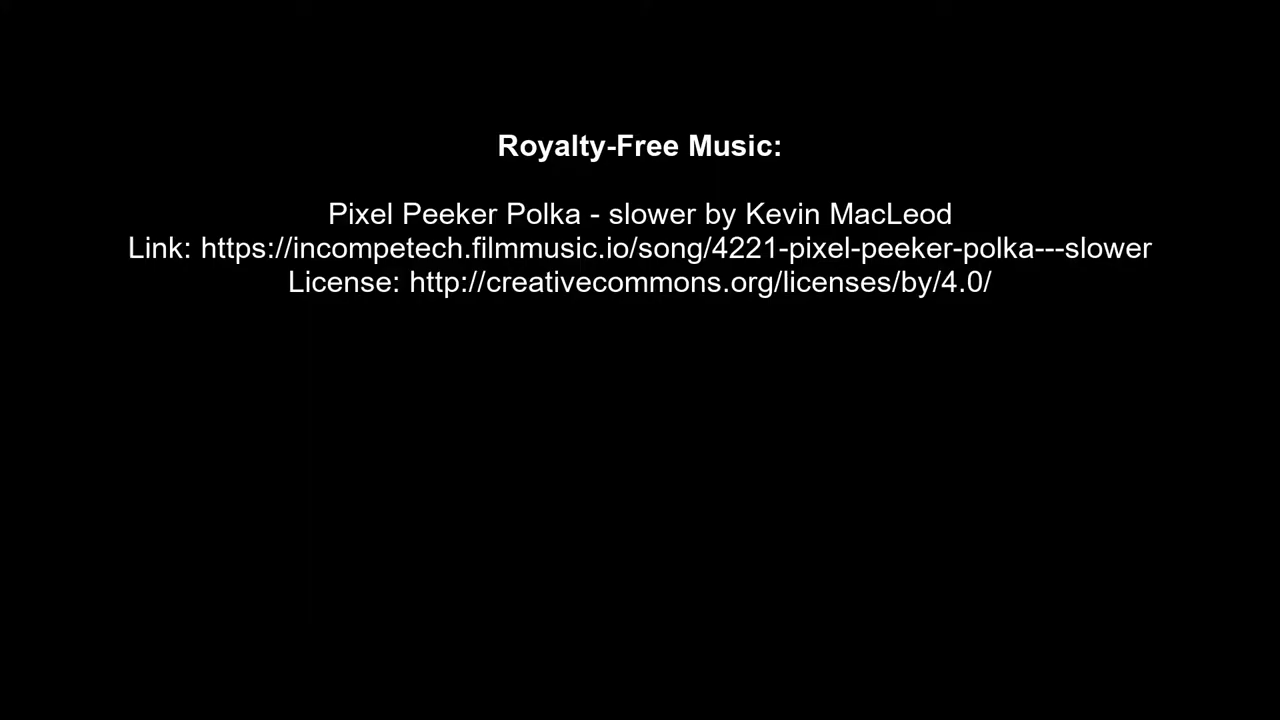 Royalty-Free Music:
Pixel Peeker Polka - slower by Kevin MacLeod
Link: https://incompetech.filmmusic.io/song/4221-pixel-peeker-polka---slower
License: http://creativecommons.org/licenses/by/4.0/